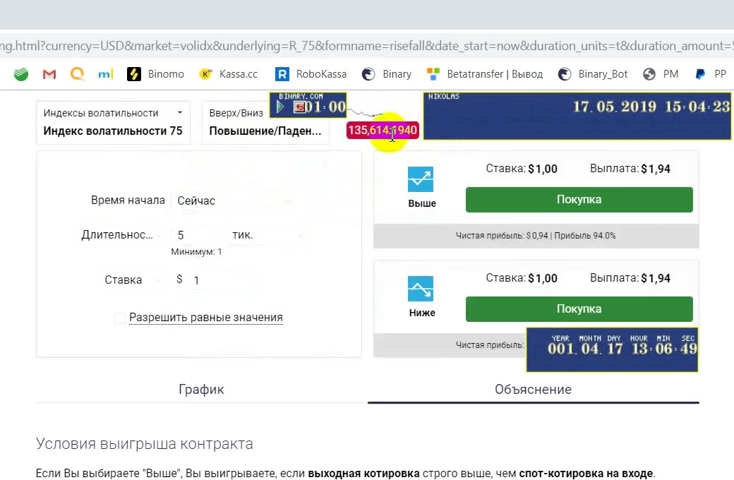 ng.html?currency=USD&market=volidx&underlying=R_75&formname=risefall&date_start=now&duration_units=t&duration_amount=5
Binomo Kassa.cc RoboKassa Binary Betatransfer | Вывод Binary_Bot PM PP
Индексы волатильности
Индекс волатильности 75
Вверх/Вниз
Повышение/Паден...
BINARY.COM
01:00
135,614.1940
NIKOLAS
17.05.2019 15-04:23
Время начала Сейчас
Длительнос... 5 тик.
Минимум: 1
Ставка $ 1
Разрешить равные значения
Выше
Ставка: $1,00 Выплата: $1,94
Покупка
Чистая прибыль: $0,94 | Прибыль 94.0%
Ниже
Ставка: $1,00 Выплата: $1,94
Покупка
Чистая прибыль:
YEAR MONTH DAY HOUR MIN SEC
001.04.17 13:06:49
График Объяснение
Условия выигрыша контракта
Если Вы выбираете "Выше", Вы выигрываете, если выходная котировка строго выше, чем спот-котировка на входе.